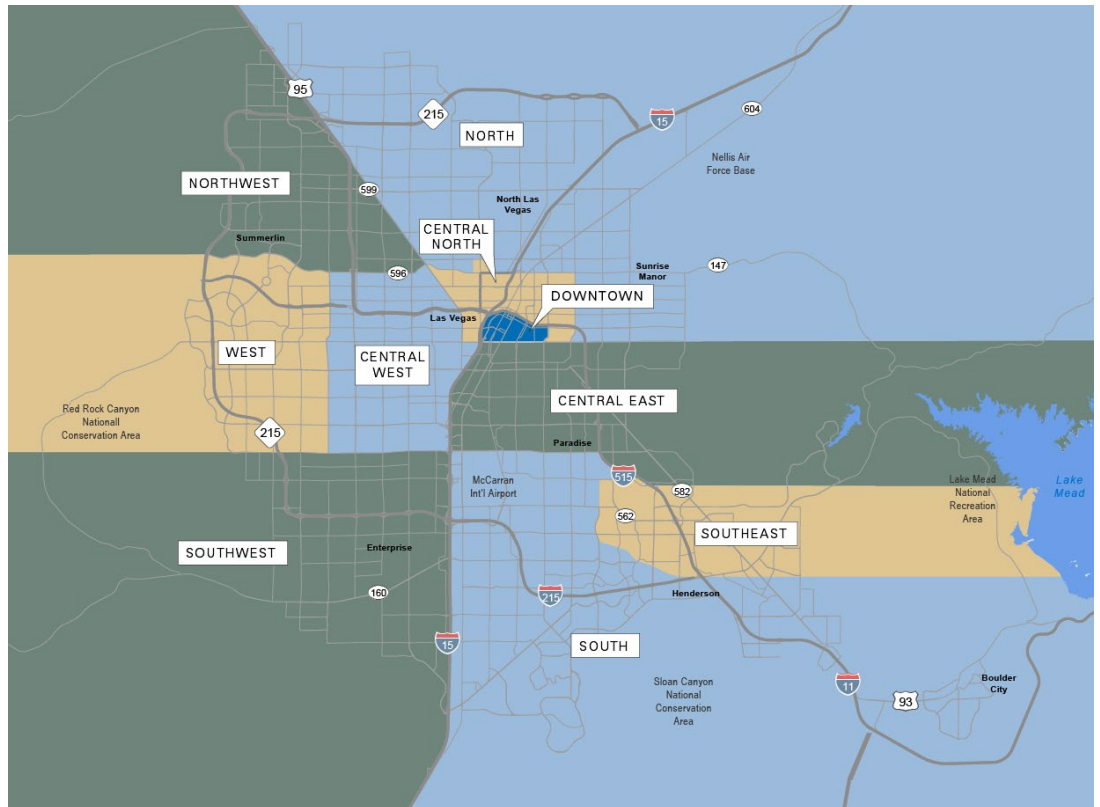 95
215
NORTH
15
604
Nellis Air
Force Base
NORTHWEST
599
North Las
Vegas
CENTRAL
NORTH
Summerlin
596
Sunrise
Manor
147
DOWNTOWN
Las Vegas
WEST
CENTRAL
WEST
CENTRAL EAST
Red Rock Canyon
Nationall
Conservation Area
215
Paradise
McCarran
Int'l Airport
515
582
Lake Mead
National
Recreation
Area
Lake
Mead
562
SOUTHEAST
SOUTHWEST
Enterprise
160
215
Henderson
15
SOUTH
Sloan Canyon
National
Conservation
Area
11
93
Boulder
City